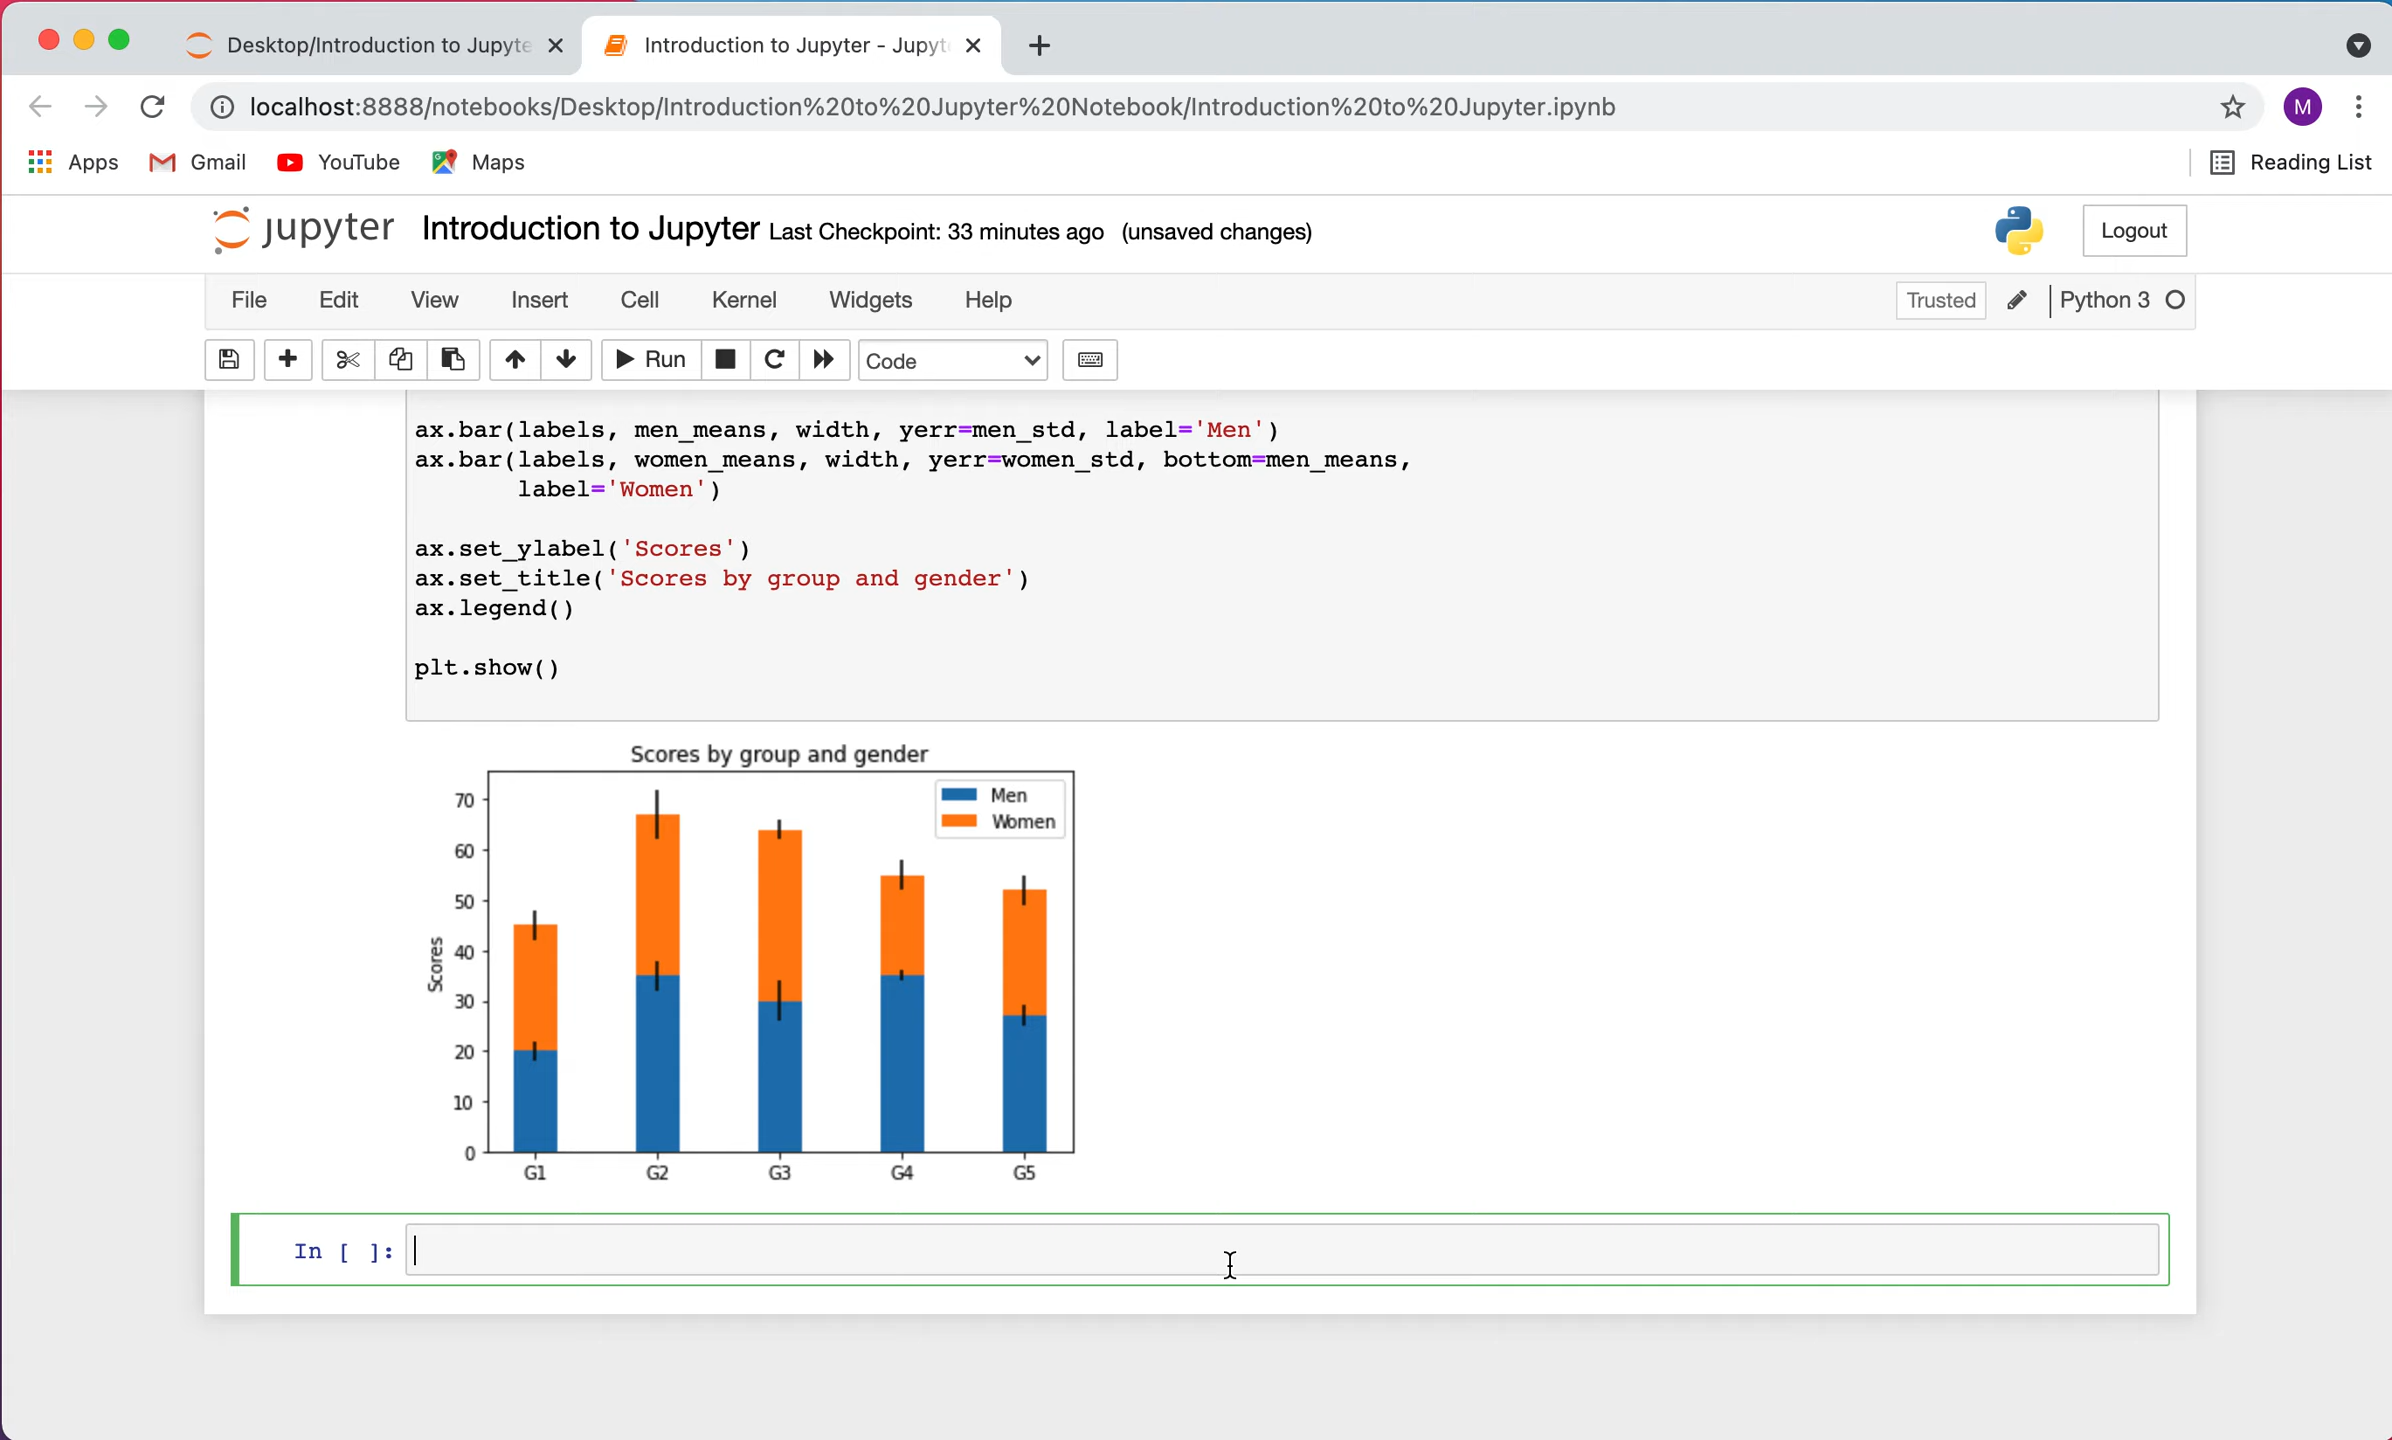 Desktop/Introduction to Jupyte
Introduction to Jupyter - Jupyt
localhost:8888/notebooks/Desktop/Introduction%20to%20Jupyter%20Notebook/Introduction%20to%20Jupyter.ipynb
M
Apps
Gmail
YouTube
Maps
Reading List
jupyter
Introduction to Jupyter Last Checkpoint: 33 minutes ago (unsaved changes)
Logout
File Edit View Insert Cell Kernel Widgets Help
Trusted
Python 3
Run
Code
ax.bar(labels, men_means, width, yerr=men_std, label='Men')
ax.bar(labels, women_means, width, yerr=women_std, bottom=men_means,
label='Women')
ax.set_ylabel('Scores')
ax.set_title('Scores by group and gender')
ax.legend()
plt.show()
Scores by group and gender
Men
Women
70
60
50
40
30
20
10
0
Scores
G1 G2 G3 G4 G5
In [ ]: